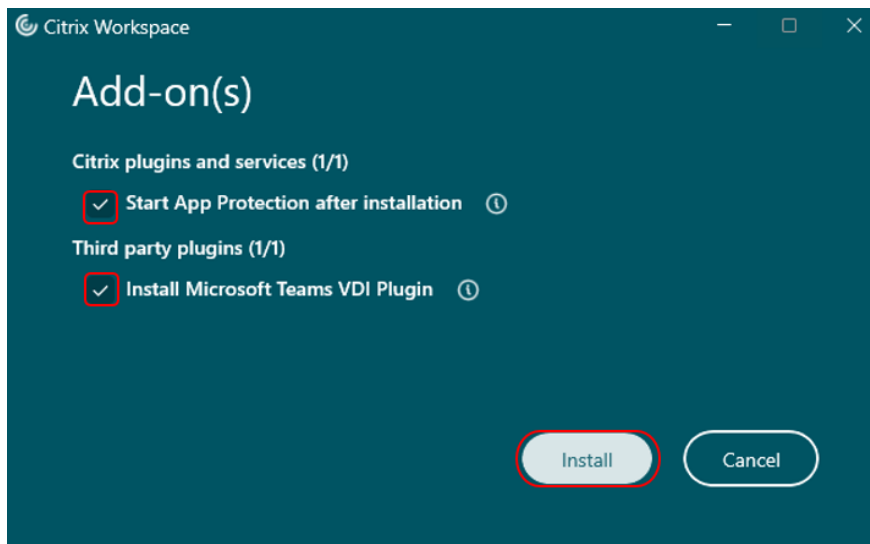 Citrix Workspace
Add-on(s)
Citrix plugins and services (1/1)
Start App Protection after installation
Third party plugins (1/1)
Install Microsoft Teams VDI Plugin
Install Cancel